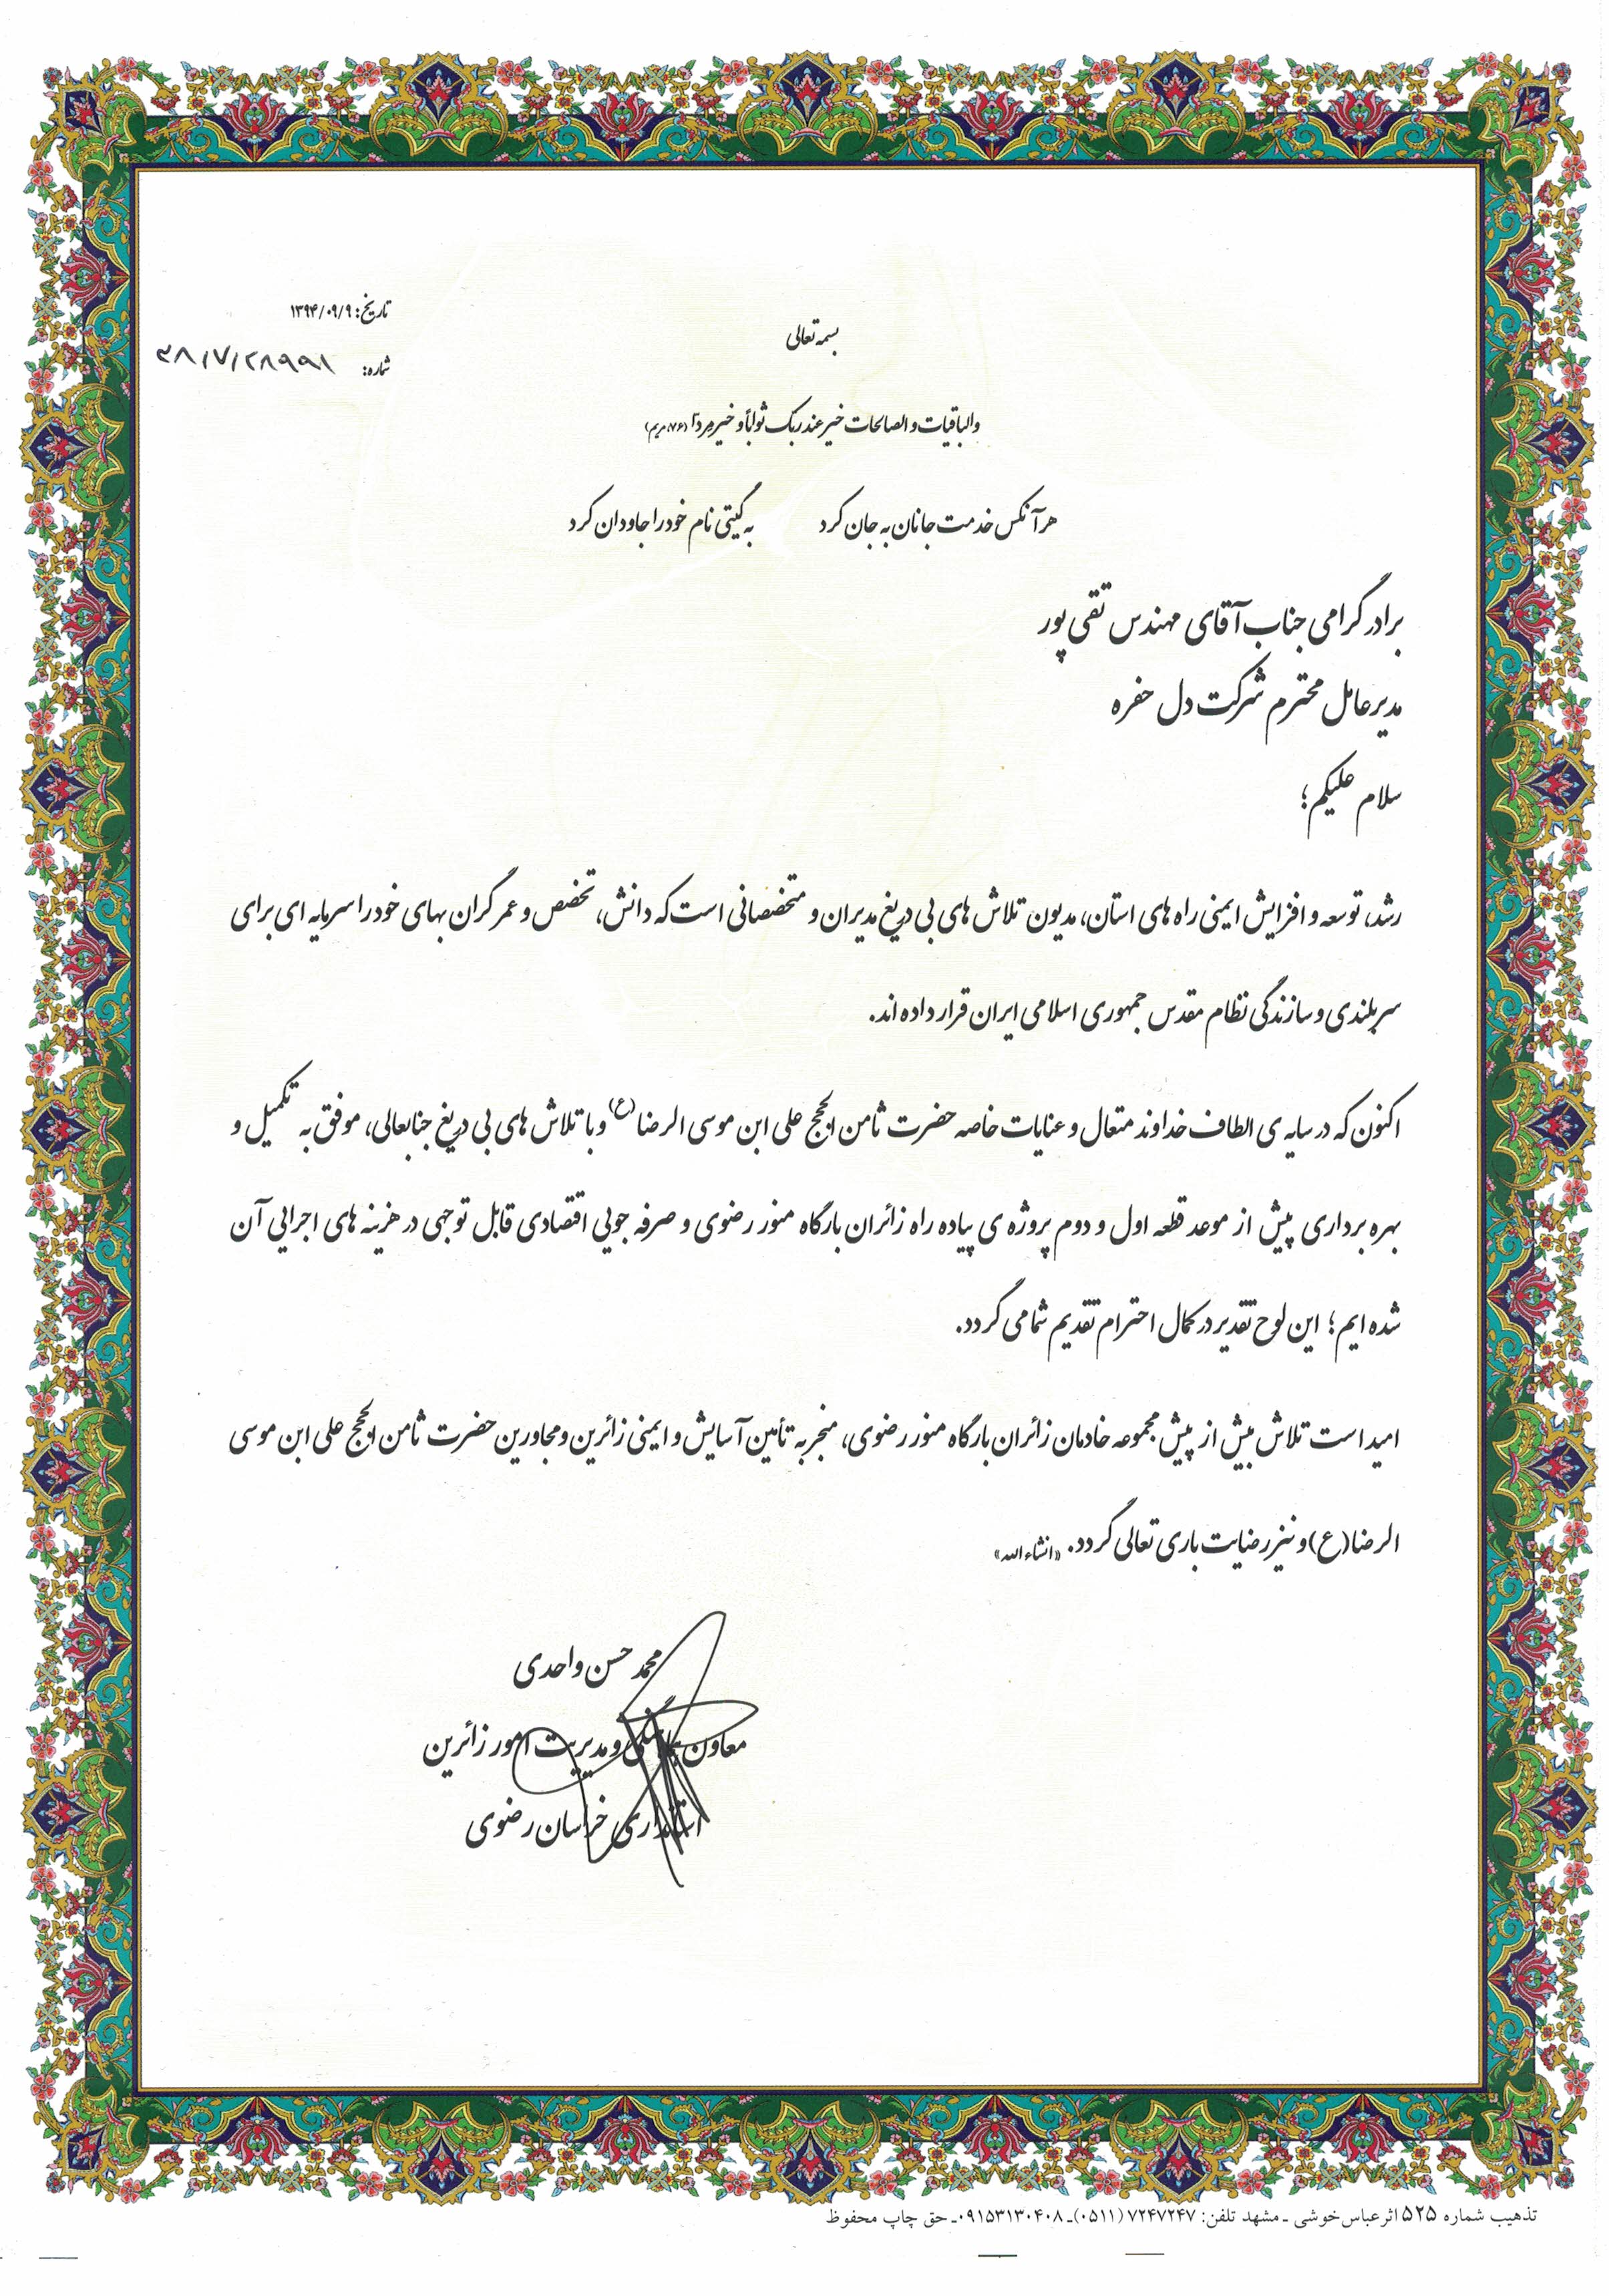 تاریخ: ۱۳۹۴/۰۹/۹
شماره: ۳۸/۷/۲۸۹۹۱
بسمه تعالی
والباقیات و الصالحات خیر عند ربک ثوابأ و خیر مردا (۷۶، مریم)
هر آنکس خدمت جانان به جان کرد به گیتی نام خود را جاودان کرد
برادر گرامی جناب آقای مهندس تقی پور
مدیر عامل محترم شرکت دل حفره
سلام علیکم؛
رشد، توسعه و افزایش ایمنی راه های استان، مدیون تلاش های بی دریغ مدیران و متخصصانی است که دانش، تخصص و عمر گران بهای خود را سرمایه ای برای
سربلندی و سازندگی نظام مقدس جمهوری اسلامی ایران قرار داده اند.
اکنون که در سایه ی الطاف خداوند متعال و عنایات خاصه حضرت ثامن الحجج علی ابن موسی الرضا (ع) و با تلاش های بی دریغ جنابعالی، موفق به تکمیل و
بهره برداری پیش از موعد قطعه اول و دوم پروژه ی پیاده راه زائران بارگاه منور رضوی و صرفه جویی اقتصادی قابل توجهی در هزینه های اجرایی آن
شده ایم؛ این لوح تقدیر در کمال احترام تقدیم شما می گردد.
امید است تلاش بیش از پیش مجموعه خادمان زائران بارگاه منور رضوی، منجر به تأمین آسایش و ایمنی زائرین و مجاورین حضرت ثامن الحجج علی ابن موسی
الرضا (ع) و نیز رضایت باری تعالی گردد. «انشاء الله»
محمد حسن واحدی
معاون و مدیریت امور زائرین
استانداری خراسان رضوی
تذهیب شماره ۵۲۵ اثر عباس خوشی ـ مشهد تلفن: ۷۲۴۷۲۴۷ (۰۵۱۱)ـ ۰۹۱۵۳۱۳۰۴۰۸ـ حق چاپ محفوظ